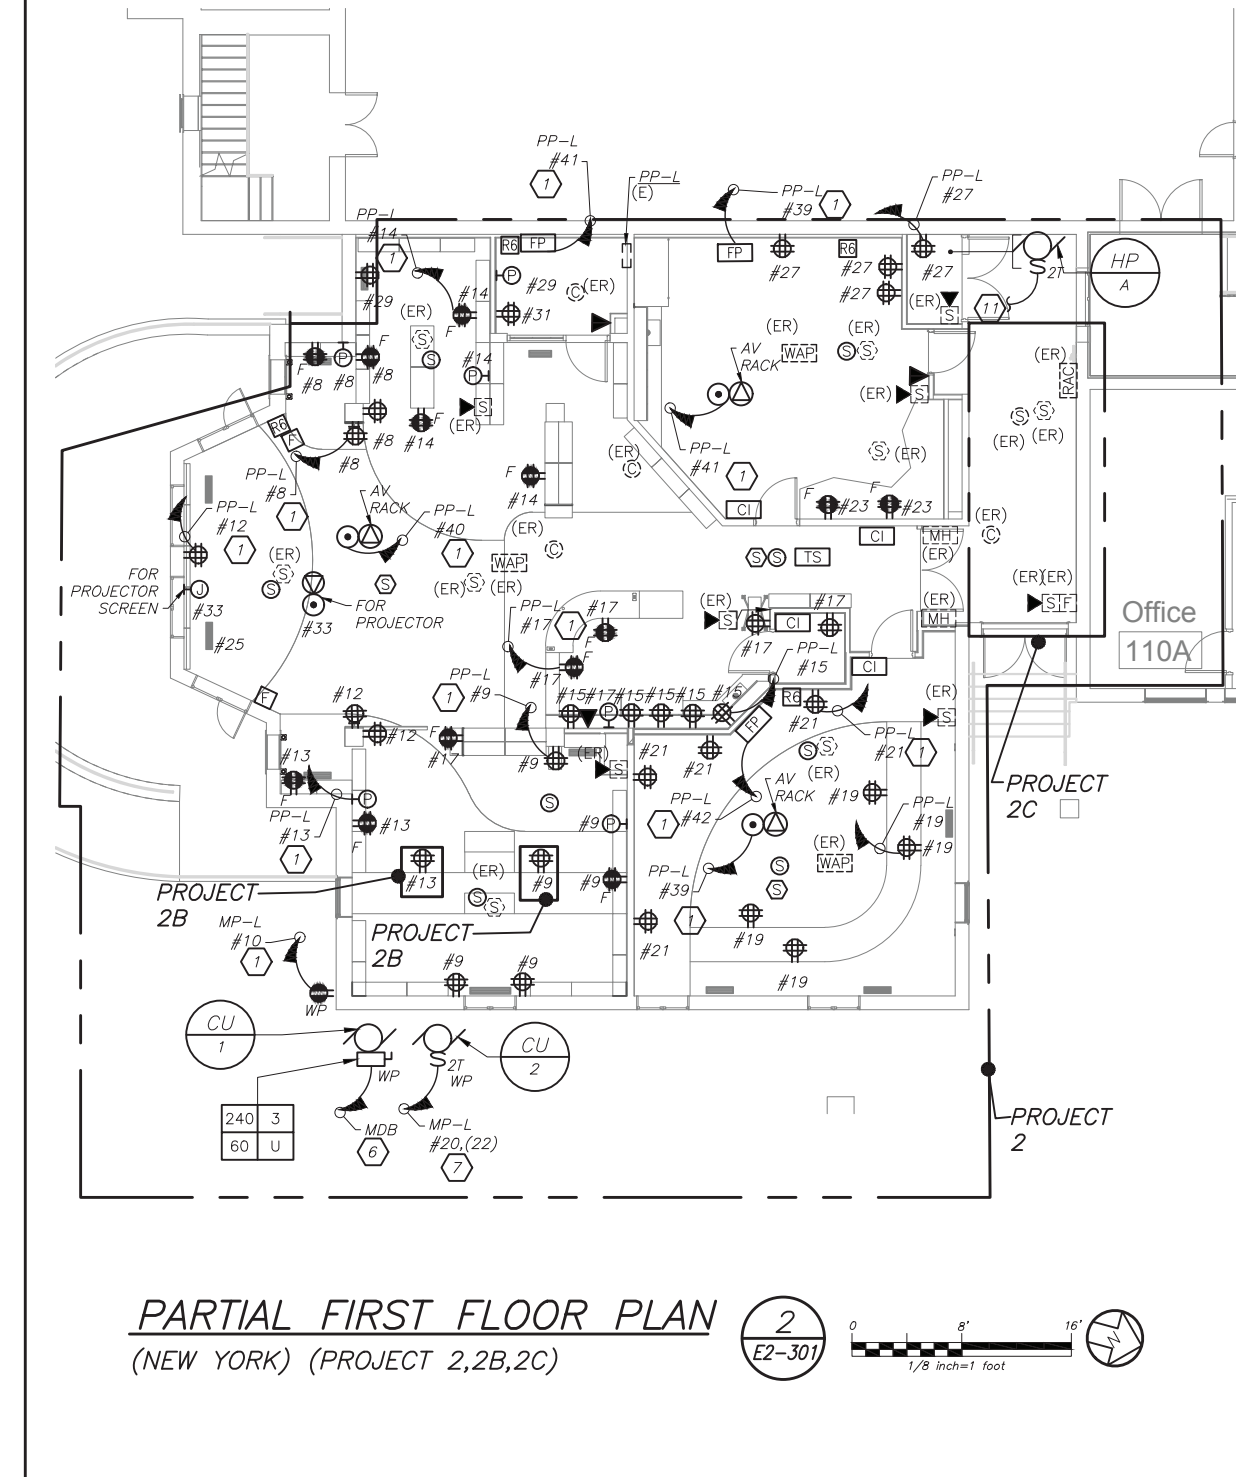 PP-L
#41
1
PP-L
(E)
PP-L
#39
1
PP-L
#27
PP-L
#14
1
R6
FP
FP
#27
R6
#27
#27
#27
2T
HP
A
#29
#14
F
P
#29
C
(ER)
#31
(ER)
S
11
(ER)
S
(ER)
WAP
(ER)
S
S
(ER)
RAC
F
#8
P
#8
F
#8
S
#14
P
AV
RACK
(ER)
S
S
(ER)
S
(ER)
R6
F
#8
#8
F
#14
S
(ER)
PP-L
#41
1
(ER)
C
S
(ER)
PP-L
#8
1
F
#14
CI
F
#23
F
#23
(ER)
C
PP-L
#12
1
AV
RACK
PP-L
#40
1
(ER)
C
WAP
(ER)
CI
MH
(ER)
FOR
PROJECTOR
SCREEN
J
#33
(ER)
S
S
S
(ER)
S
(ER)
S
S
TS
(ER)
(ER)
S
F
#33
FOR
PROJECTOR
#25
PP-L
#17
#17
1
F
(ER)
S
#17
CI
#17
(ER)
MH
Office
110A
PP-L
#9
1
F
#17
PP-L
#15
CI
F
#12
#12
#15
#17
#15
#15
#15
#15
P
R6
#21
FP
(ER)
S
F
#17
#13
F
#9
(ER)
S
#21
#21
S
S
(ER)
PP-L
#21
1
PP-L
#13
1
P
#13
F
S
#9
P
PP-L
#42
1
AV
RACK
#19
PP-L
#19
#19
PROJECT
2C
PROJECT
2B
#13
(ER)
S
S
#9
#9
F
PP-L
#39
1
S
S
(ER)
WAP
MP-L
#10
1
PROJECT
2B
#21
#19
#19
WP
#9
#9
CU
1
WP
2T
WP
CU
2
240
3
60
U
MDB
6
MP-L
#20,(22)
7
PROJECT
2
PARTIAL FIRST FLOOR PLAN
(NEW YORK) (PROJECT 2,2B,2C)
2
E2-301
0
8'
16'
1/8 inch=1 foot
N